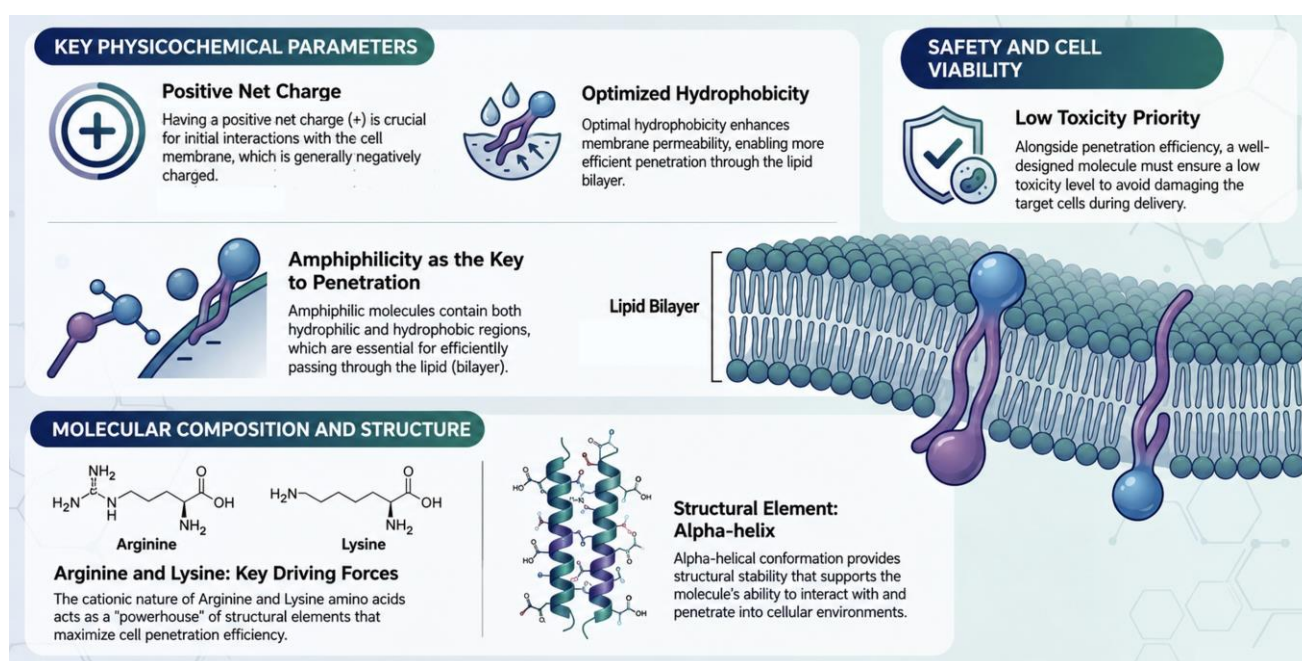 KEY PHYSICOCHEMICAL PARAMETERS
Positive Net Charge
Having a positive net charge (+) is crucial
for initial interactions with the cell
membrane, which is generally negatively
charged.
Optimized Hydrophobicity
Optimal hydrophobicity enhances
membrane permeability, enabling more
efficient penetration through the lipid
bilayer.
SAFETY AND CELL
VIABILITY
Low Toxicity Priority
Alongside penetration efficiency, a well-
designed molecule must ensure a low
toxicity level to avoid damaging the
target cells during delivery.
Amphiphilicity as the Key
to Penetration
Amphiphilic molecules contain both
hydrophilic and hydrophobic regions,
which are essential for efficientlly
passing through the lipid (bilayer).
Lipid Bilayer
MOLECULAR COMPOSITION AND STRUCTURE
NH2
H2N
N
H
O
OH
NH2
Arginine
H2N
O
OH
NH2
Lysine
Arginine and Lysine: Key Driving Forces
The cationic nature of Arginine and Lysine amino acids
acts as a "powerhouse" of structural elements that
maximize cell penetration efficiency.
HO
OH
HO
HO
OH
Structural Element:
Alpha-helix
Alpha-helical conformation provides
structural stability that supports the
molecule's ability to interact with and
penetrate into cellular environments.